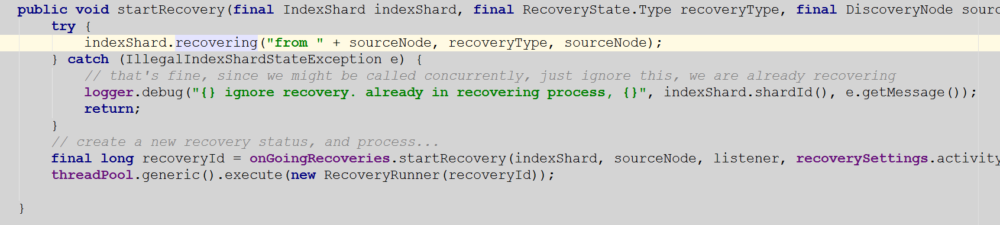 public void startRecovery(final IndexShard indexShard, final RecoveryState.Type recoveryType, final DiscoveryNode
try {
indexShard.recovering("from " + sourceNode, recoveryType, sourceNode);
} catch (IllegalIndexShardStateException e) {
// that's fine, since we might be called concurrently, just ignore this, we are already recovering
logger.debug("{} ignore recovery. already in recovering process, {}", indexShard.shardId(), e.getMessage());
return;
}
// create a new recovery status, and process...
final long recoveryId = onGoingRecoveries.startRecovery(indexShard, sourceNode, listener, recoverySettings.activity
threadPool.generic().execute(new RecoveryRunner(recoveryId));
}